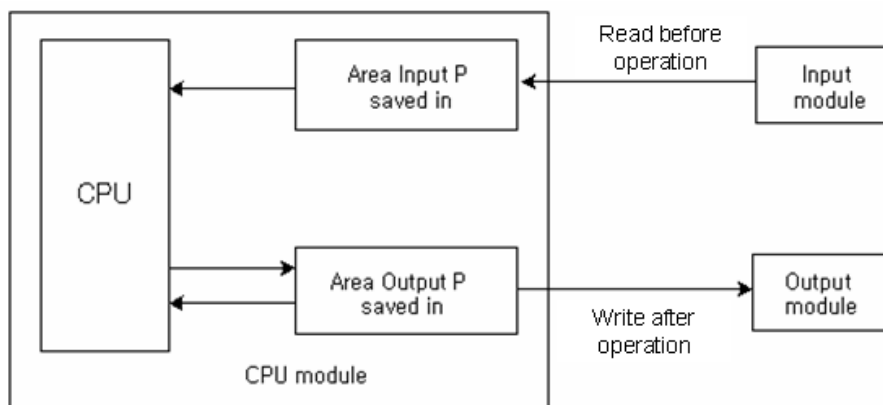 Read before
operation
Area Input P
saved in
Input
module
CPU
Area Output P
saved in
Output
module
Write after
operation
CPU module